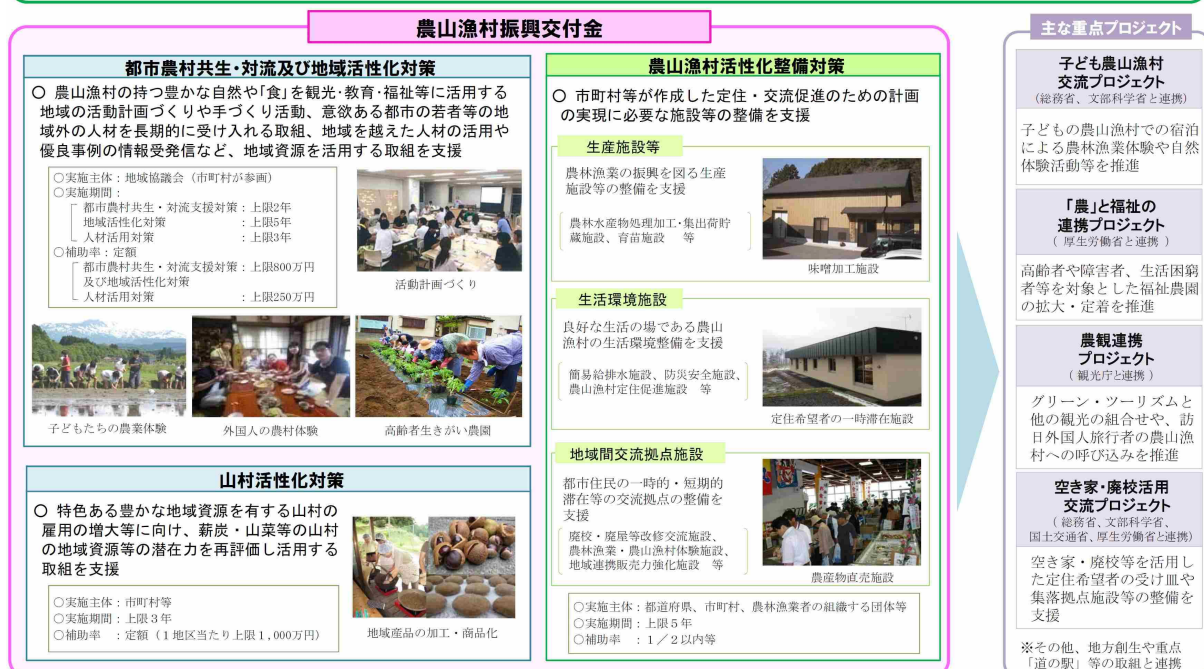 農山漁村振興交付金
都市農村共生・対流及び地域活性化対策
○ 農山漁村の持つ豊かな自然や「食」を観光・教育・福祉等に活用する
地域の活動計画づくりや手づくり活動、意欲ある都市の若者等の地
域外の人材を長期的に受け入れる取組、地域を越えた人材の活用や
優良事例の情報受発信など、地域資源を活用する取組を支援
○実施主体：地域協議会（市町村が参画）
○実施期間：
都市農村共生・対流支援対策：上限2年
地域活性化対策　　　　　　：上限5年
人材活用対策　　　　　　　：上限3年
○補助率：定額
都市農村共生・対流支援対策：上限800万円
及び地域活性化対策
人材活用対策　　　　　　　：上限250万円
活動計画づくり
子どもたちの農業体験
外国人の農村体験
高齢者生きがい農園
山村活性化対策
○ 特色ある豊かな地域資源を有する山村の
雇用の増大等に向け、薪炭・山菜等の山村
の地域資源等の潜在力を再評価し活用する
取組を支援
○実施主体：市町村等
○実施期間：上限３年
○補助率　：定額（１地区当たり上限１,000万円）
地域産品の加工・商品化
農山漁村活性化整備対策
○ 市町村等が作成した定住・交流促進のための計画
の実現に必要な施設等の整備を支援
生産施設等
農林漁業の振興を図る生産
施設等の整備を支援
農林水産物処理加工・集出荷貯
蔵施設、育苗施設　等
味噌加工施設
生活環境施設
良好な生活の場である農山
漁村の生活環境整備を支援
簡易給排水施設、防災安全施設、
農山漁村定住促進施設　等
定住希望者の一時滞在施設
地域間交流拠点施設
都市住民の一時的・短期的
滞在等の交流拠点の整備を
支援
廃校・廃屋等改修交流施設、
農林漁業・農山漁村体験施設、
地域連携販売力強化施設　等
農産物直売施設
○実施主体：都道府県、市町村、農林漁業者の組織する団体等
○実施期間：上限５年
○補助率　：１／２以内等
主な重点プロジェクト
子ども農山漁村
交流プロジェクト
（総務省、文部科学省と連携）
子どもの農山漁村での宿泊
による農林漁業体験や自然
体験活動等を推進
「農」と福祉の
連携プロジェクト
（ 厚生労働省と連携 ）
高齢者や障害者、生活困窮
者等を対象とした福祉農園
の拡大・定着を推進
農観連携
プロジェクト
（ 観光庁と連携 ）
グリーン・ツーリズムと
他の観光の組合せや、訪
日外国人旅行者の農山漁
村への呼び込みを推進
空き家・廃校活用
交流プロジェクト
（ 総務省、文部科学省、
国土交通省、厚生労働省と連携）
空き家・廃校等を活用し
た定住希望者の受け皿や
集落拠点施設等の整備を
支援
※その他、地方創生や重点
「道の駅」等の取組と連携